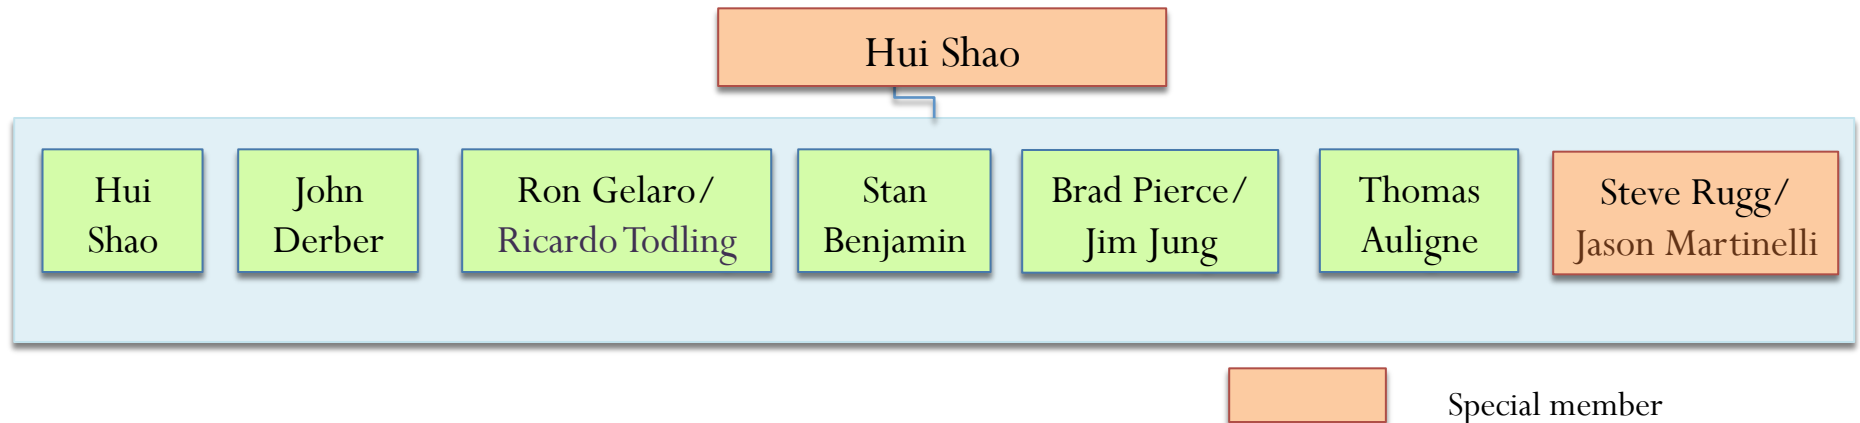 Hui Shao
Hui
Shao
John
Derber
Ron Gelaro/
Ricardo Todling
Stan
Benjamin
Brad Pierce/
Jim Jung
Thomas
Auligne
Steve Rugg/
Jason Martinelli
Special member